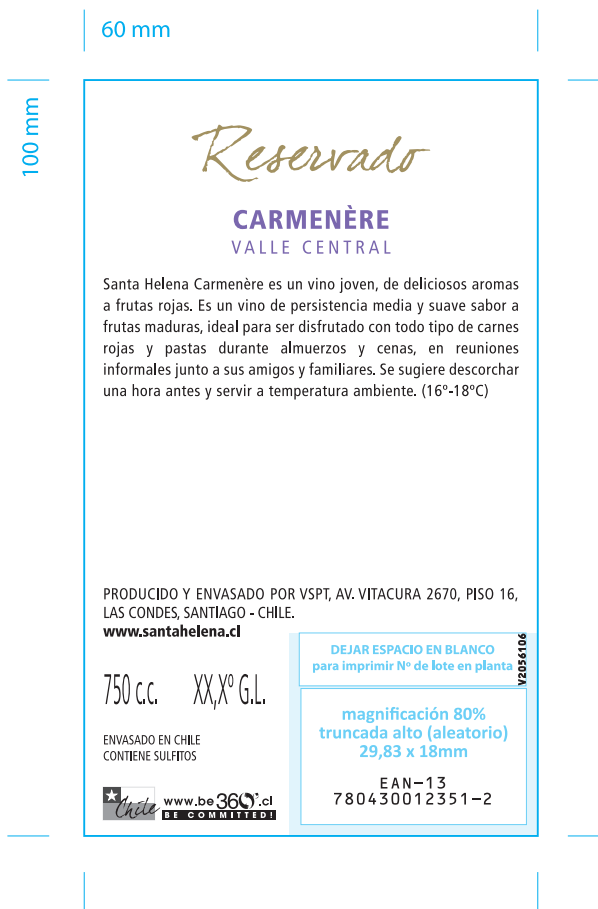 60 mm
100 mm
Reservado
CARMENÈRE
VALLE CENTRAL
Santa Helena Carmenère es un vino joven, de deliciosos aromas
a frutas rojas. Es un vino de persistencia media y suave sabor a
frutas maduras, ideal para ser disfrutado con todo tipo de carnes
rojas y pastas durante almuerzos y cenas, en reuniones
informales junto a sus amigos y familiares. Se sugiere descorchar
una hora antes y servir a temperatura ambiente. (16º-18ºC)
PRODUCIDO Y ENVASADO POR VSPT, AV. VITACURA 2670, PISO 16,
LAS CONDES, SANTIAGO - CHILE.
www.santahelena.cl
750 c.c. XX,Xº G.L.
ENVASADO EN CHILE
CONTIENE SULFITOS
Chile
www.be360°.cl
BE COMMITTED!
DEJAR ESPACIO EN BLANCO
para imprimir Nº de lote en planta
V2056106
magnificación 80%
truncada alto (aleatorio)
29,83 x 18mm
EAN-13
780430012351-2